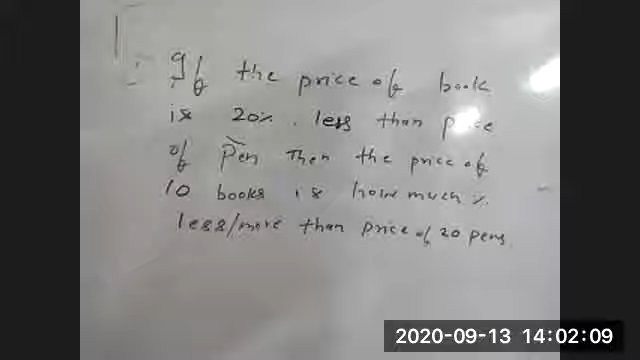 If the price of book
is 20% less than price
of Pen Then the price of
10 books is how much %
less/more than price of 20 pens.
2020-09-13 14:02:09